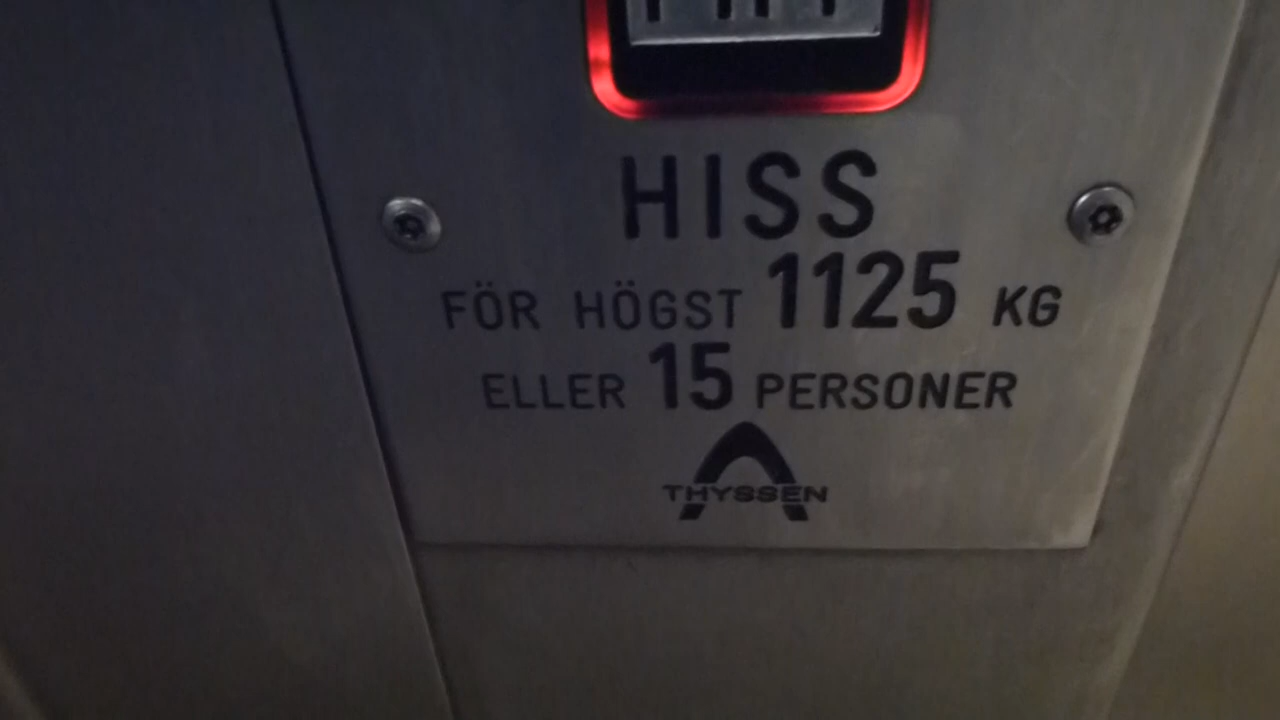 HISS
FÖR HÖGST 1125 KG
ELLER 15 PERSONER
THYSSEN